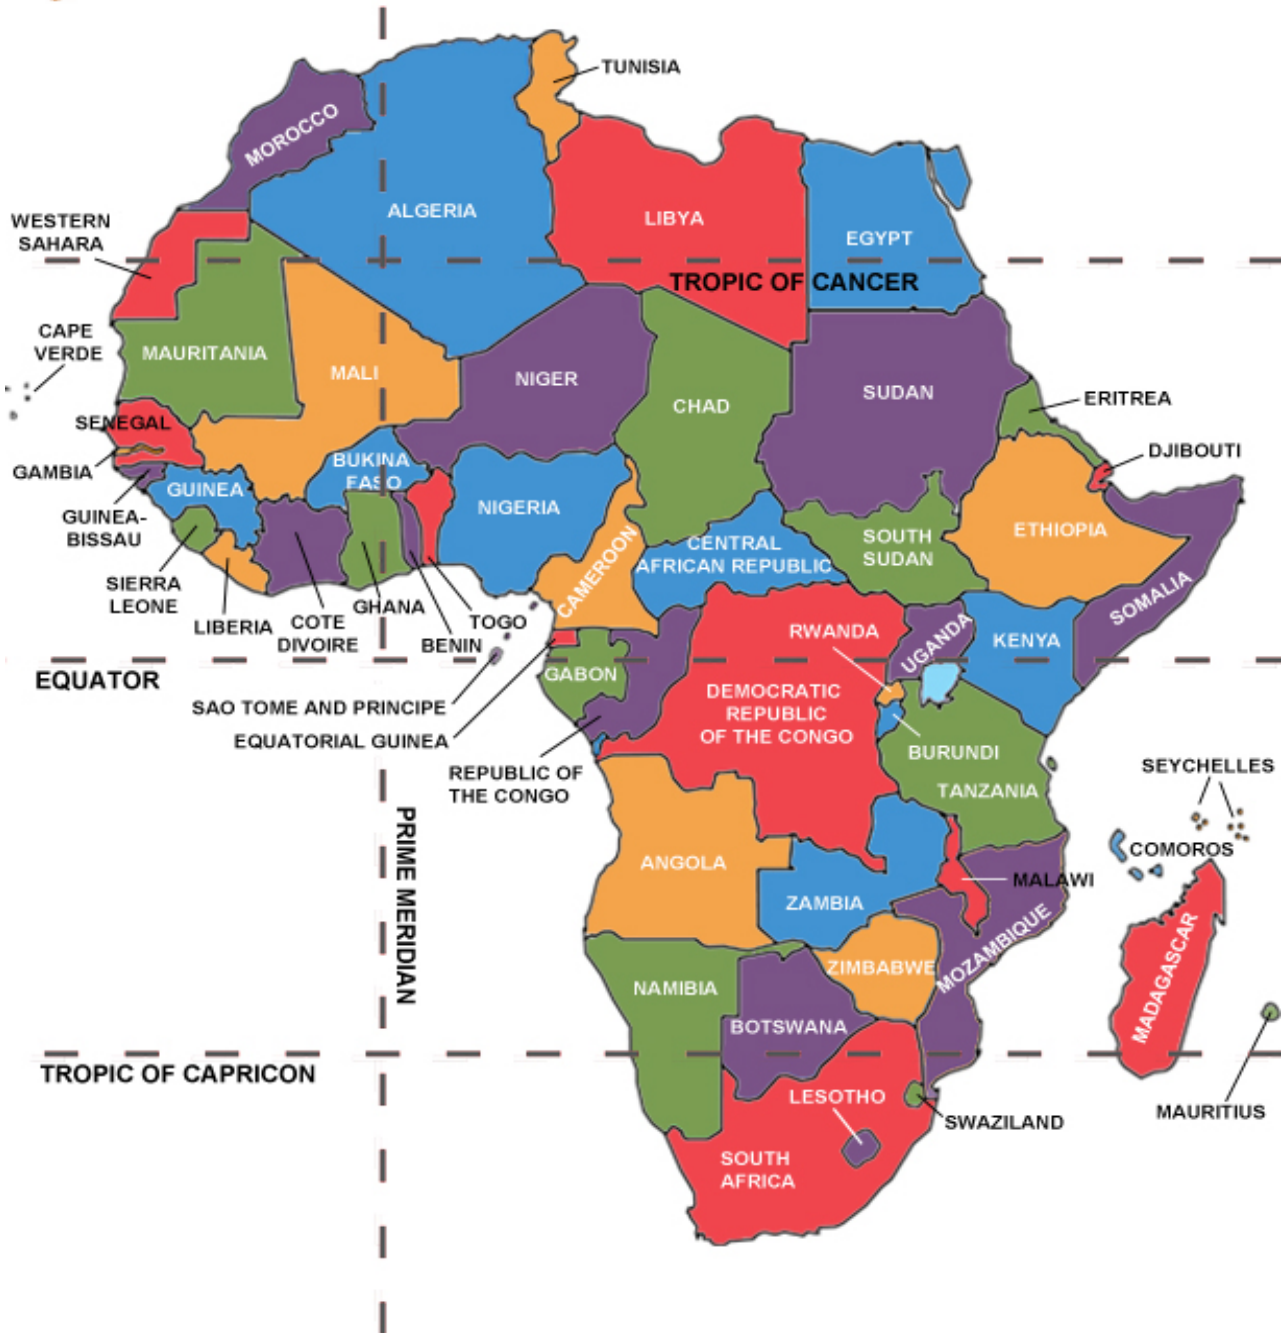 TUNISIA
MOROCCO
ALGERIA
LIBYA
EGYPT
WESTERN
SAHARA
TROPIC OF CANCER
CAPE
VERDE
MAURITANIA
MALI
NIGER
CHAD
SUDAN
ERITREA
SENEGAL
DJIBOUTI
GAMBIA
BUKINA
FASO
GUINEA
NIGERIA
GUINEA-
BISSAU
CAMEROON
CENTRAL
AFRICAN REPUBLIC
SOUTH
SUDAN
ETHIOPIA
SOMALIA
SIERRA
LEONE
LIBERIA
COTE
DIVOIRE
GHANA
TOGO
BENIN
RWANDA
UGANDA
KENYA
EQUATOR
GABON
SAO TOME AND PRINCIPE
EQUATORIAL GUINEA
DEMOCRATIC
REPUBLIC
OF THE CONGO
BURUNDI
REPUBLIC OF
THE CONGO
TANZANIA
SEYCHELLES
PRIME MERIDIAN
ANGOLA
COMOROS
MALAWI
ZAMBIA
MOZAMBIQUE
ZIMBABWE
MADAGASCAR
NAMIBIA
BOTSWANA
TROPIC OF CAPRICON
LESOTHO
SWAZILAND
MAURITIUS
SOUTH
AFRICA